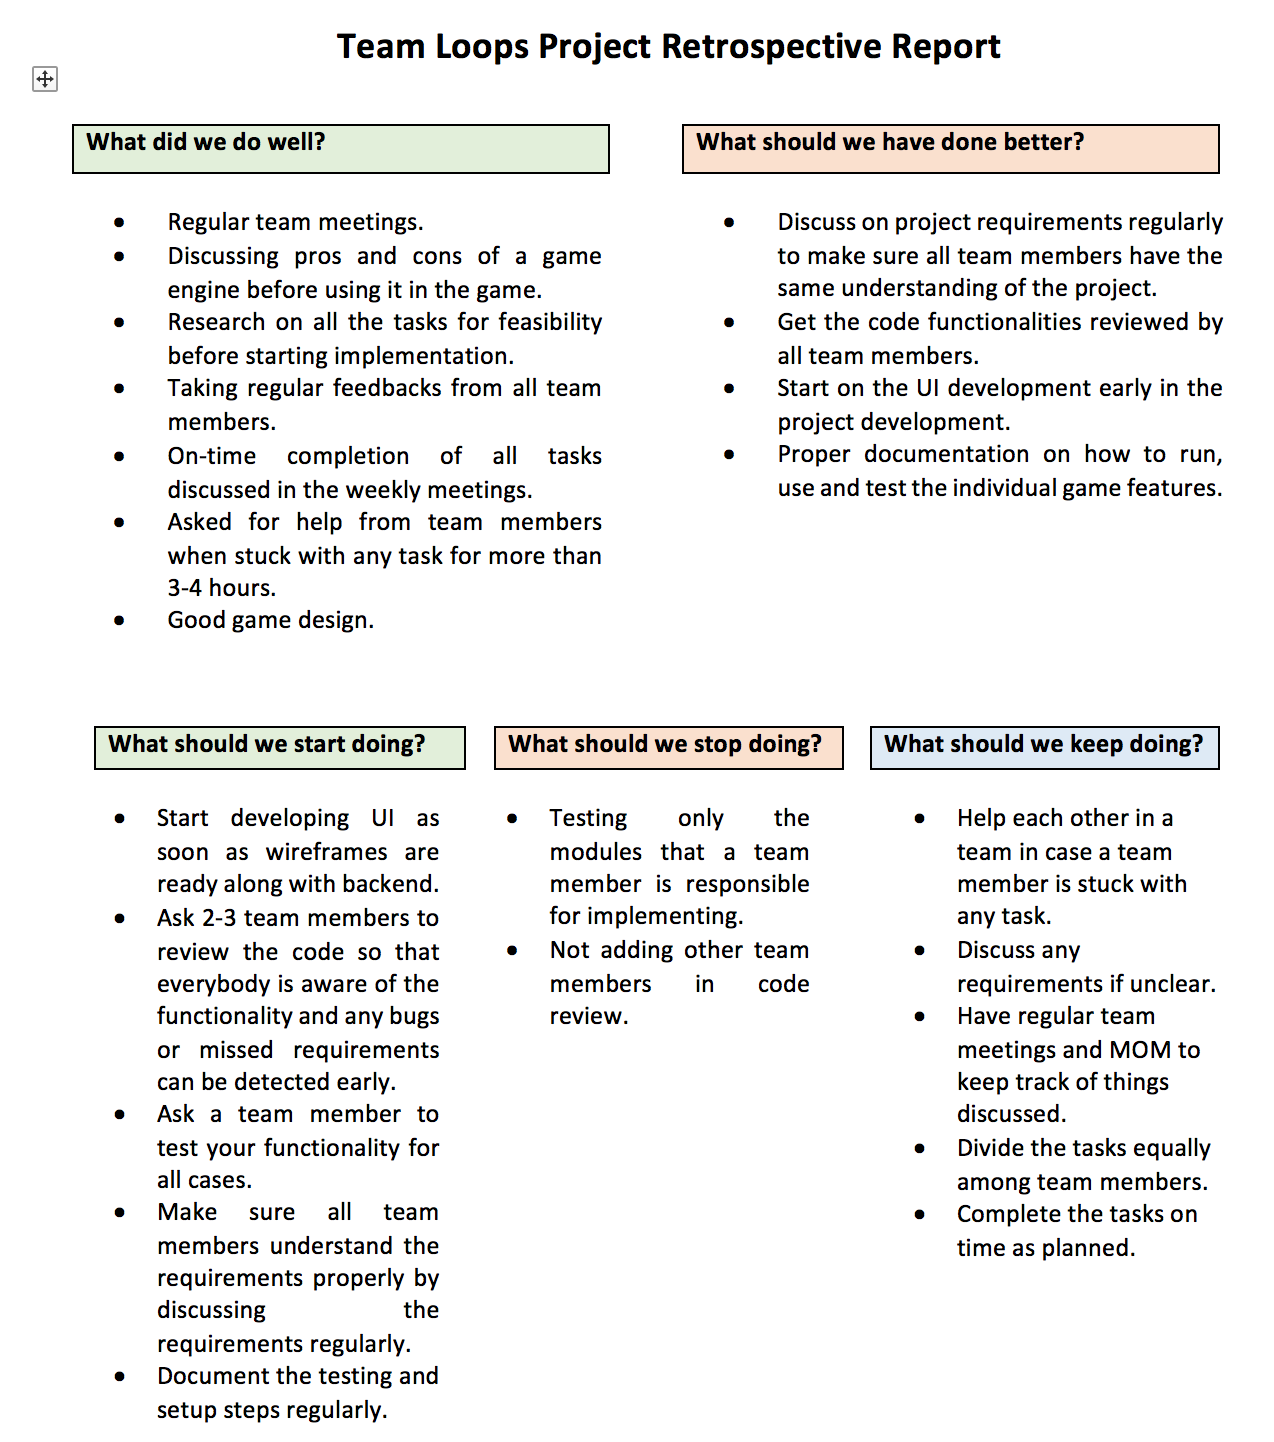 Team Loops Project Retrospective Report
What did we do well?
• Regular team meetings.
• Discussing pros and cons of a game
engine before using it in the game.
• Research on all the tasks for feasibility
before starting implementation.
• Taking regular feedbacks from all team
members.
• On-time completion of all tasks
discussed in the weekly meetings.
• Asked for help from team members
when stuck with any task for more than
3-4 hours.
• Good game design.
What should we have done better?
• Discuss on project requirements regularly
to make sure all team members have the
same understanding of the project.
• Get the code functionalities reviewed by
all team members.
• Start on the UI development early in the
project development.
• Proper documentation on how to run,
use and test the individual game features.
What should we start doing?
• Start developing UI as
soon as wireframes are
ready along with backend.
• Ask 2-3 team members to
review the code so that
everybody is aware of the
functionality and any bugs
or missed requirements
can be detected early.
• Ask a team member to
test your functionality for
all cases.
• Make sure all team
members understand the
requirements properly by
discussing the
requirements regularly.
• Document the testing and
setup steps regularly.
What should we stop doing?
• Testing only the
modules that a team
member is responsible
for implementing.
• Not adding other team
members in code
review.
What should we keep doing?
• Help each other in a
team in case a team
member is stuck with
any task.
• Discuss any
requirements if unclear.
• Have regular team
meetings and MOM to
keep track of things
discussed.
• Divide the tasks equally
among team members.
• Complete the tasks on
time as planned.